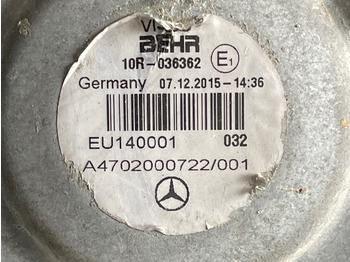 BEHR
10R-036362 E1
Germany 07.12.2015-14:36
EU140001 032
A4702000722/001